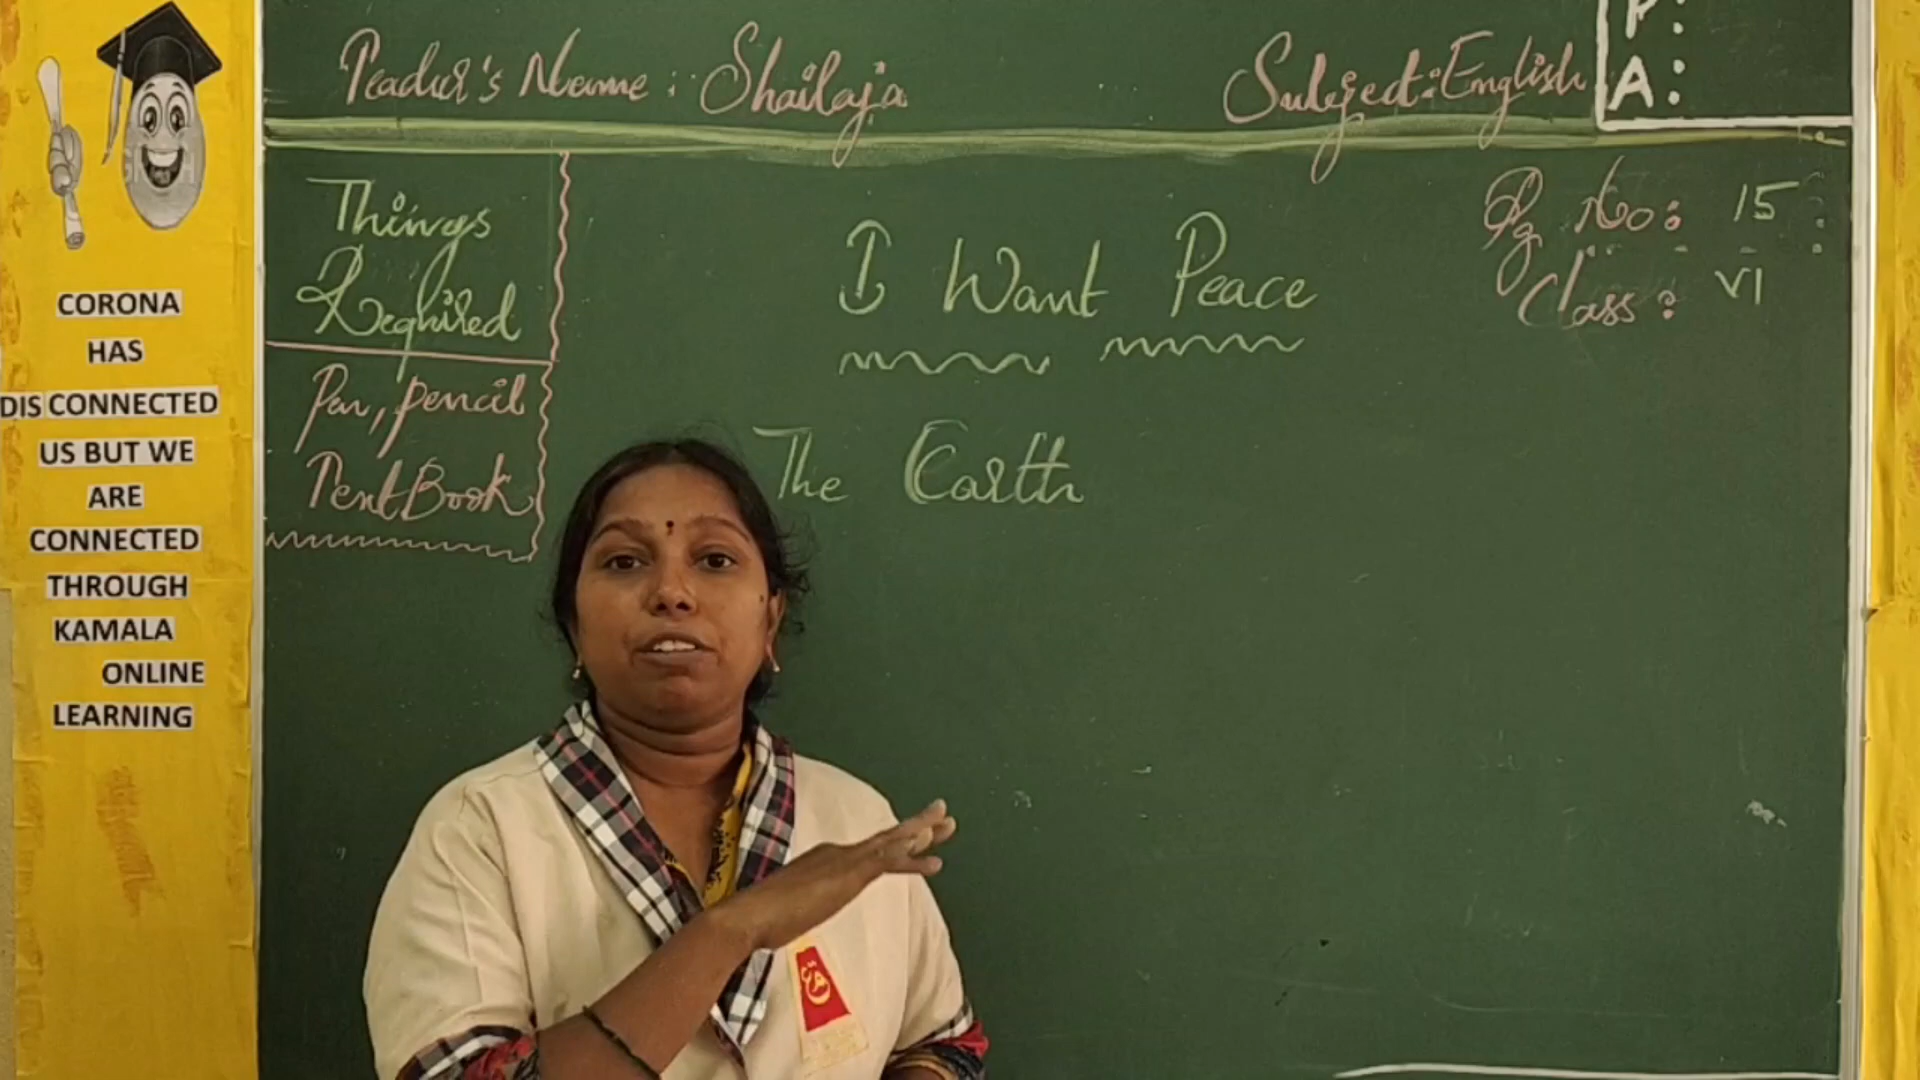 CORONA
HAS
DIS CONNECTED
US BUT WE
ARE
CONNECTED
THROUGH
KAMALA
ONLINE
LEARNING
Teacher's Name : Shailaja
Subject : English
P :
A :
Things
Required
Pen, pencil
Text Book
I Want Peace
The Earth
Pg No : 15
Class : VI